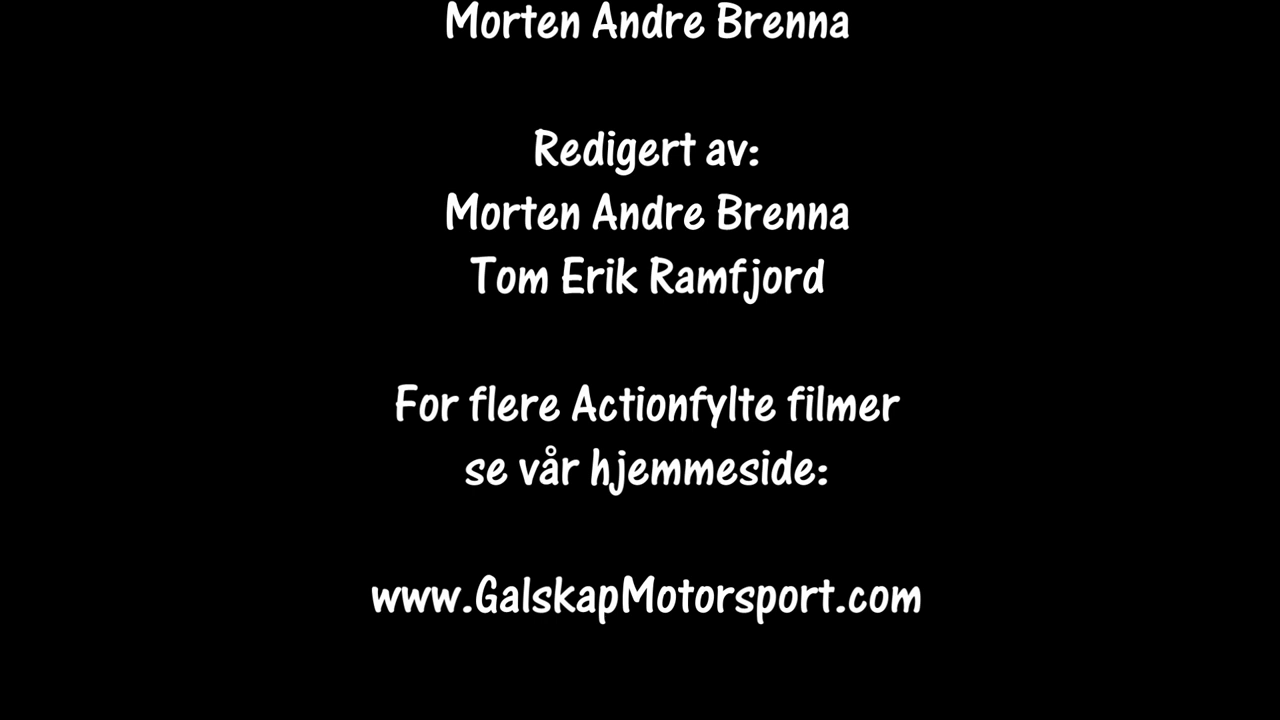 Morten Andre Brenna
Redigert av:
Morten Andre Brenna
Tom Erik Ramfjord
For flere Actionfylte filmer
se vår hjemmeside:
www.GalskapMotorsport.com